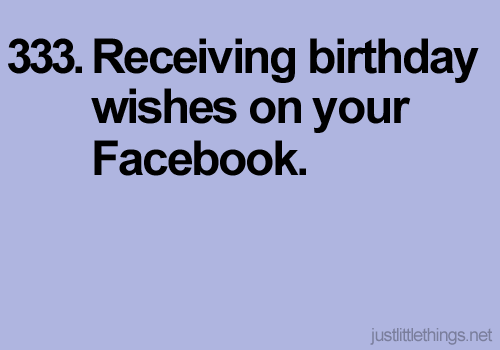 333. Receiving birthday
wishes on your
Facebook.
justlittlethings.net